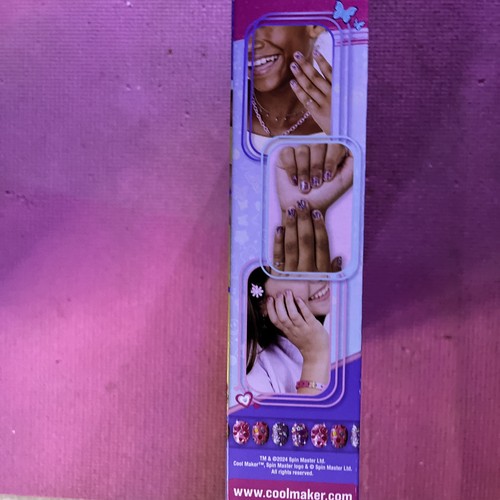 TM & ©2024 Spin Master Ltd.
Cool Maker™, Spin Master logo & © Spin Master Ltd.
All rights reserved.
www.coolmaker.com